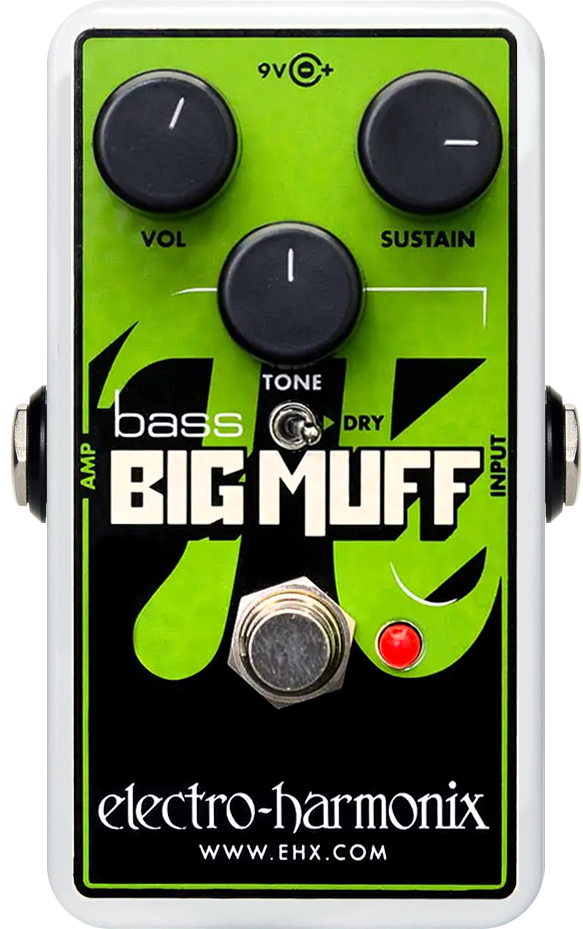 9V +
VOL
SUSTAIN
TONE
bass
DRY
AMP
BIG MUFF
INPUT
electro-harmonix
WWW.EHX.COM